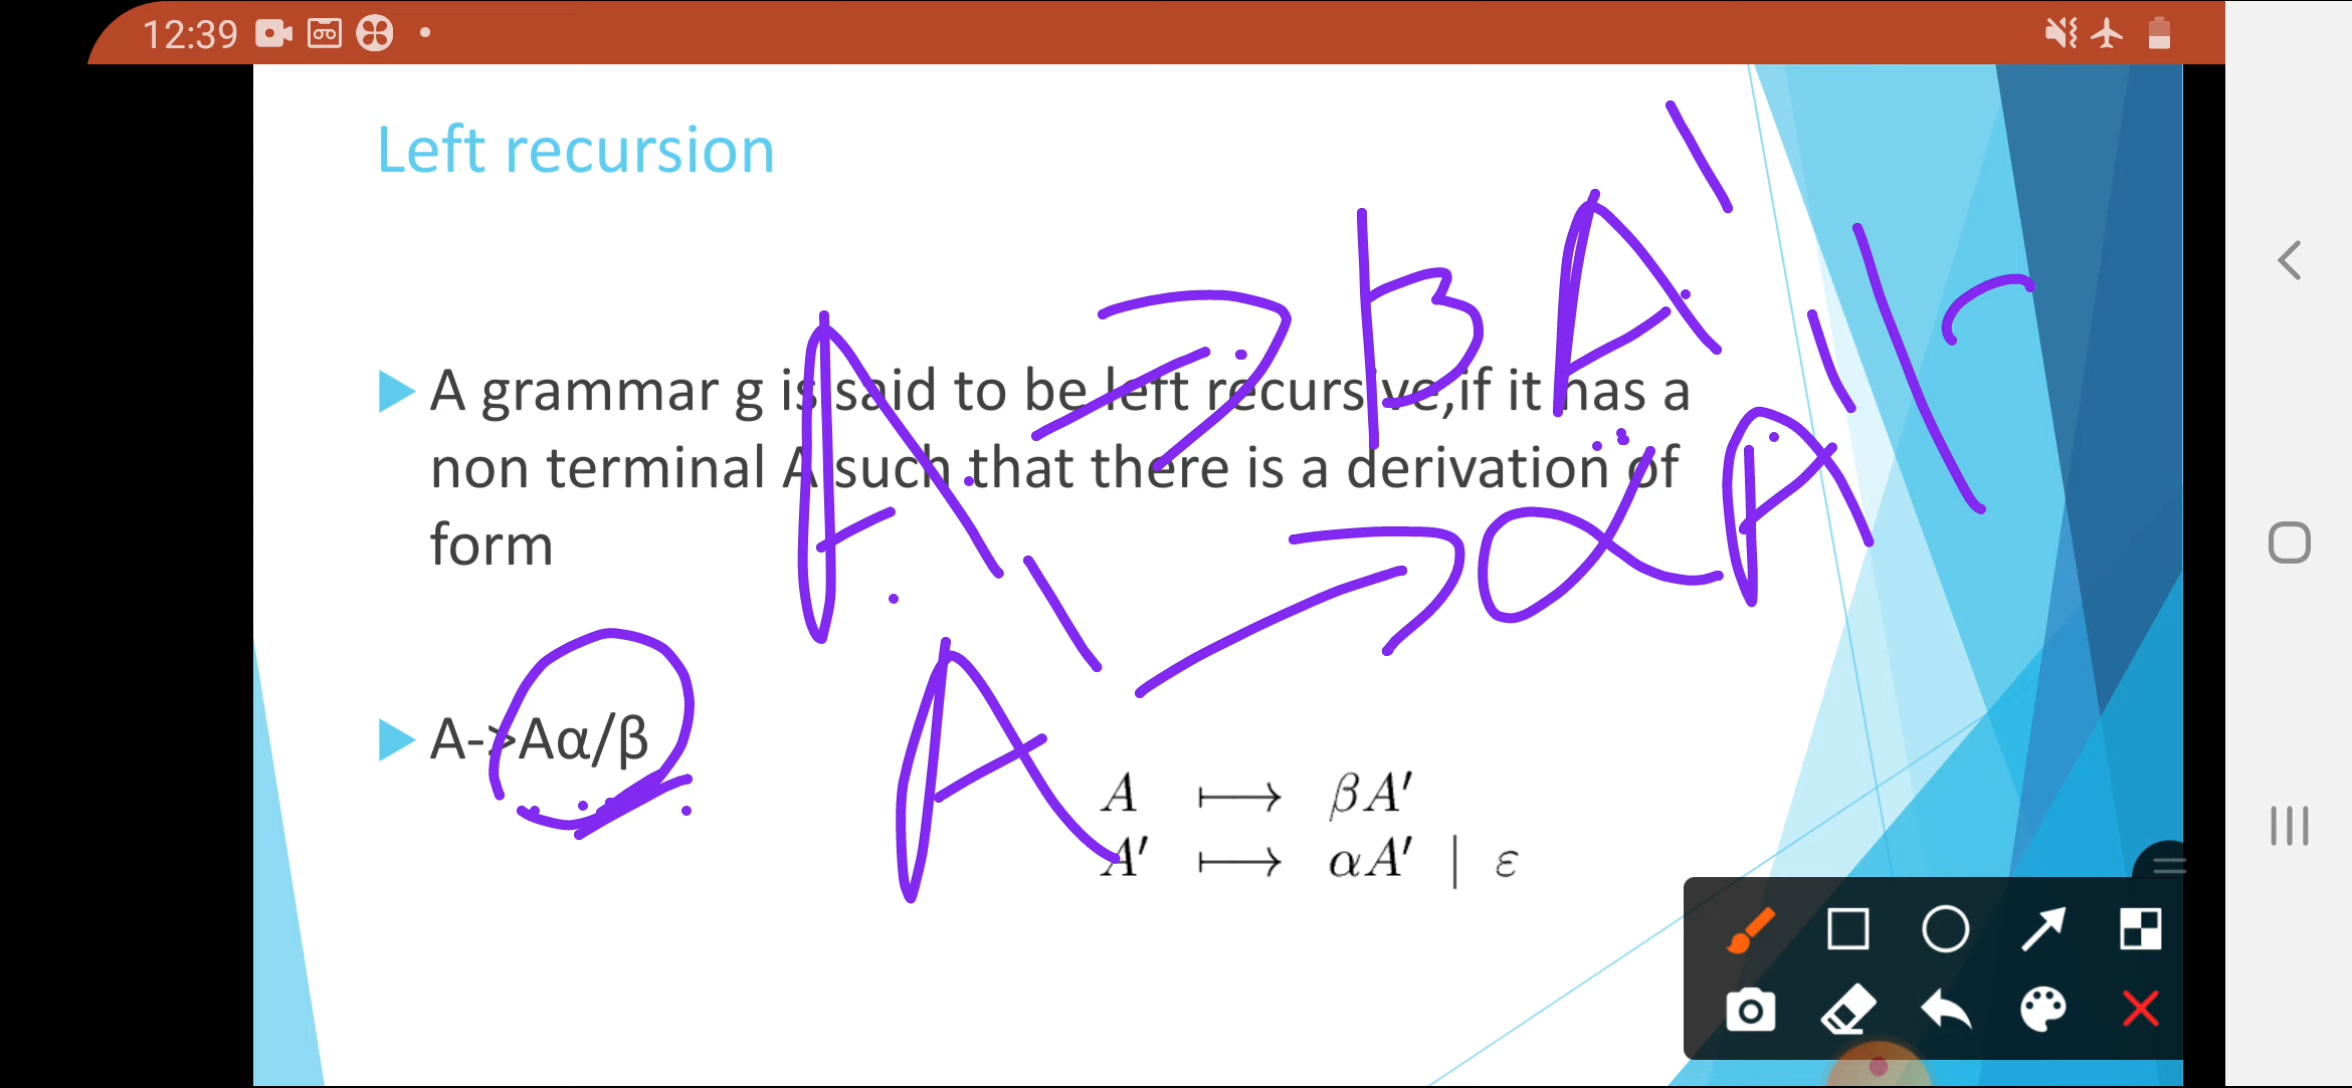 12:39
Left recursion
A grammar g is said to be left recursive,if it has a
non terminal A such that there is a derivation of
form
A->Aα/β
A ⟼ βA′
A′ ⟼ αA′ | ε
A → BA'
A' → αA' /